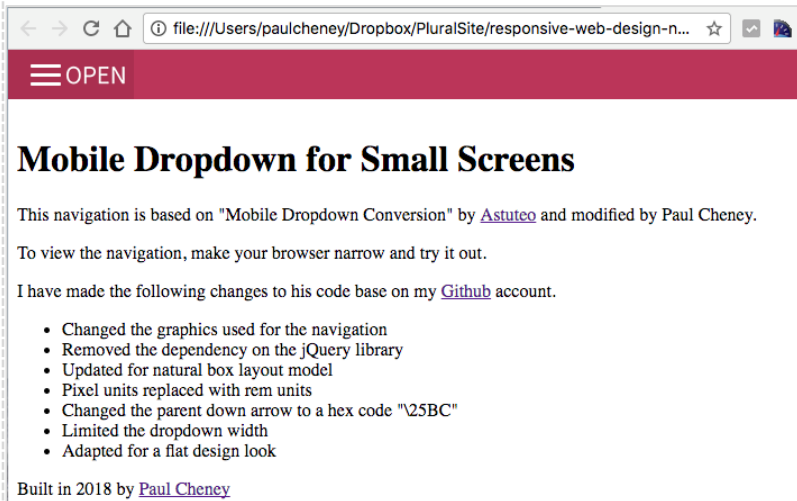 file:///Users/paulcheney/Dropbox/PluralSite/responsive-web-design-n...
OPEN
Mobile Dropdown for Small Screens
This navigation is based on "Mobile Dropdown Conversion" by Astuteo and modified by Paul Cheney.
To view the navigation, make your browser narrow and try it out.
I have made the following changes to his code base on my Github account.
• Changed the graphics used for the navigation
• Removed the dependency on the jQuery library
• Updated for natural box layout model
• Pixel units replaced with rem units
• Changed the parent down arrow to a hex code "\25BC"
• Limited the dropdown width
• Adapted for a flat design look
Built in 2018 by Paul Cheney